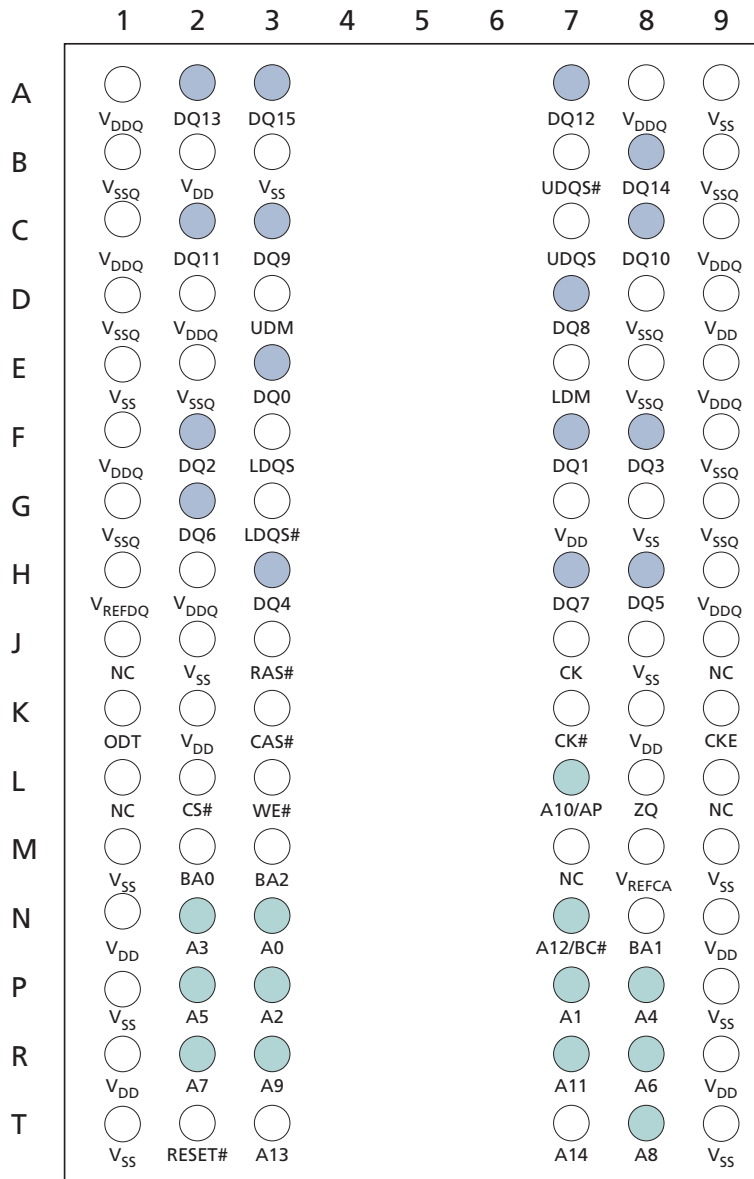 1 2 3 4 5 6 7 8 9
A
VDDQ DQ13 DQ15 DQ12 VDDQ VSS
B
VSSQ VDD VSS UDQS# DQ14 VSSQ
C
VDDQ DQ11 DQ9 UDQS DQ10 VDDQ
D
VSSQ VDDQ UDM DQ8 VSSQ VDD
E
VSS VSSQ DQ0 LDM VSSQ VDDQ
F
VDDQ DQ2 LDQS DQ1 DQ3 VSSQ
G
VSSQ DQ6 LDQS# VDD VSS VSSQ
H
VREFDQ VDDQ DQ4 DQ7 DQ5 VDDQ
J
NC VSS RAS# CK VSS NC
K
ODT VDD CAS# CK# VDD CKE
L
NC CS# WE# A10/AP ZQ NC
M
VSS BA0 BA2 NC VREFCA VSS
N
VDD A3 A0 A12/BC# BA1 VDD
P
VSS A5 A2 A1 A4 VSS
R
VDD A7 A9 A11 A6 VDD
T
VSS RESET# A13 A14 A8 VSS